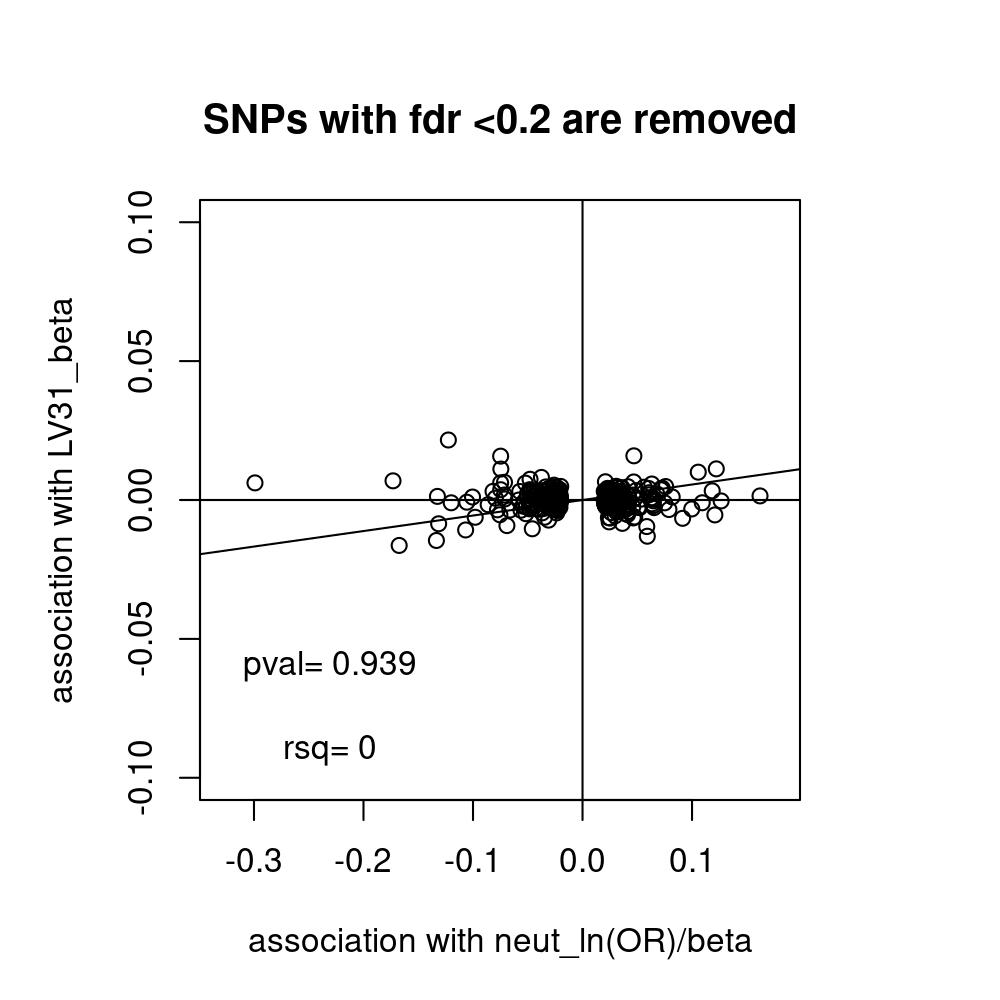 SNPs with fdr <0.2 are removed
association with LV31_beta
0.10
0.05
0.00
-0.05
-0.10
pval= 0.939
rsq= 0
-0.3
-0.2
-0.1
0.0
0.1
association with neut_ln(OR)/beta